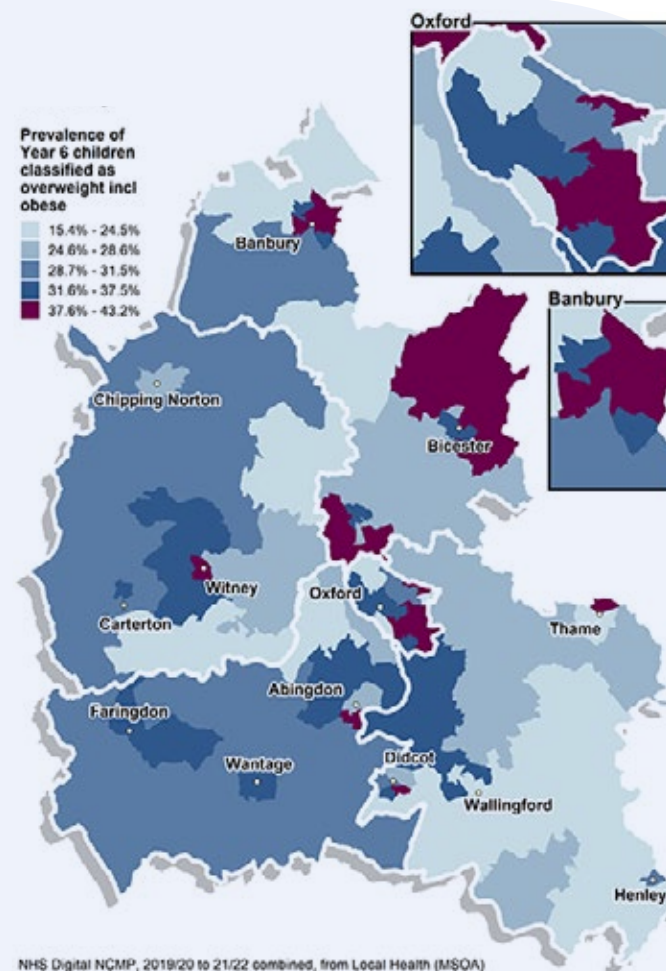 Oxford
Prevalence of
Year 6 children
classified as
overweight incl
obese
15.4% - 24.5%
24.6% - 28.6%
28.7% - 31.5%
31.6% - 37.5%
37.6% - 43.2%
Banbury
Banbury
Chipping Norton
Bicester
Witney
Oxford
Carterton
Thame
Abingdon
Faringdon
Wantage
Didcot
Wallingford
Henley
NHS Digital NCMP, 2019/20 to 21/22 combined, from Local Health (MSOA)